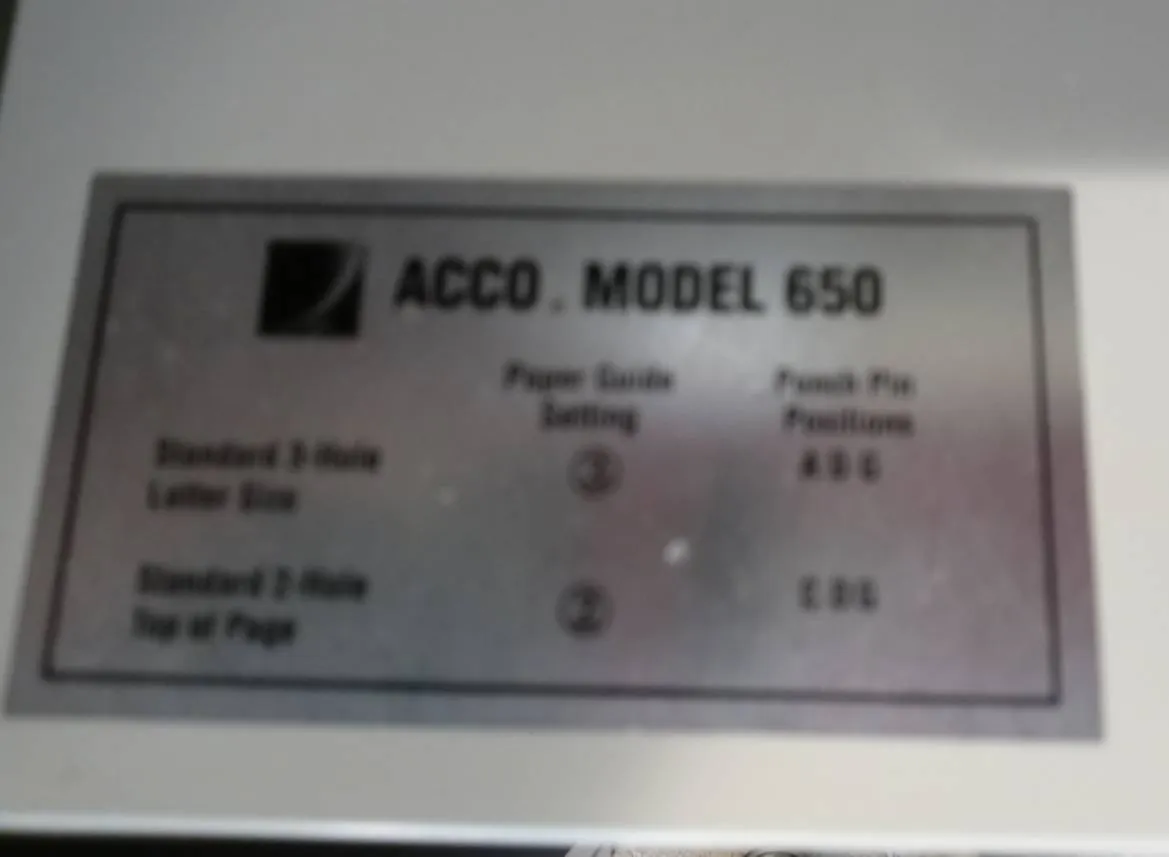 ACCO. MODEL 650
Paper Guide Punch Pin
Setting Positions
Standard 3-Hole ③ A D G
Letter Size
Standard 2-Hole ②
Top of Page